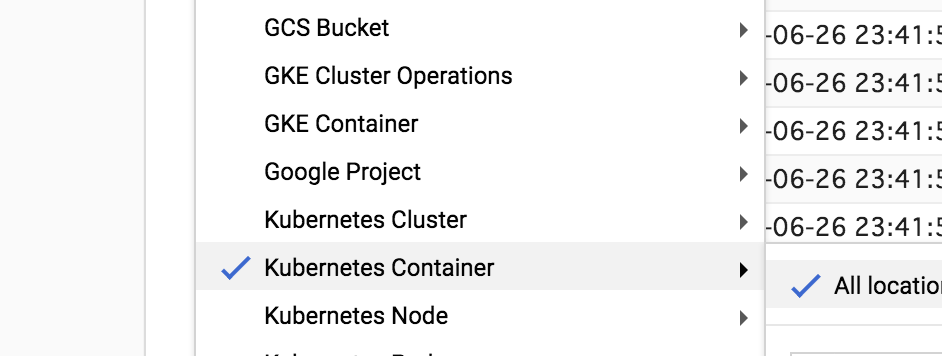 GCS Bucket
GKE Cluster Operations
GKE Container
Google Project
Kubernetes Cluster
Kubernetes Container
Kubernetes Node
Kubernetes
-06-26 23:41:5
-06-26 23:41:5
-06-26 23:41:5
-06-26 23:41:5
-06-26 23:41:5
All locatio